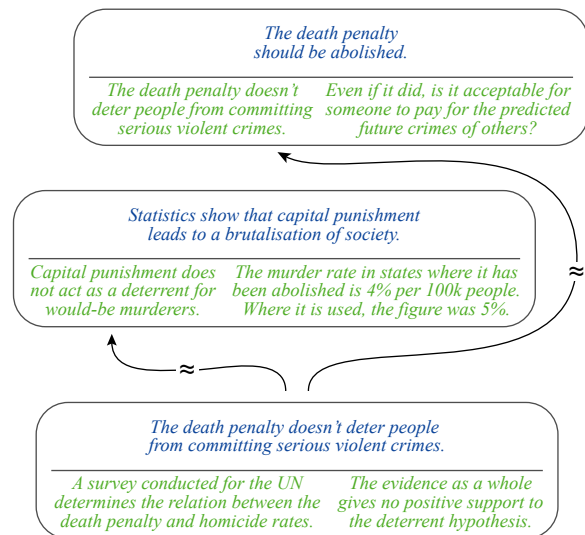 The death penalty
should be abolished.
The death penalty doesn't
deter people from committing
serious violent crimes.
Even if it did, is it acceptable for
someone to pay for the predicted
future crimes of others?
Statistics show that capital punishment
leads to a brutalisation of society.
Capital punishment does
not act as a deterrent for
would-be murderers.
The murder rate in states where it has
been abolished is 4% per 100k people.
Where it is used, the figure was 5%.
≈
≈
The death penalty doesn't deter people
from committing serious violent crimes.
A survey conducted for the UN
determines the relation between the
death penalty and homicide rates.
The evidence as a whole
gives no positive support to
the deterrent hypothesis.